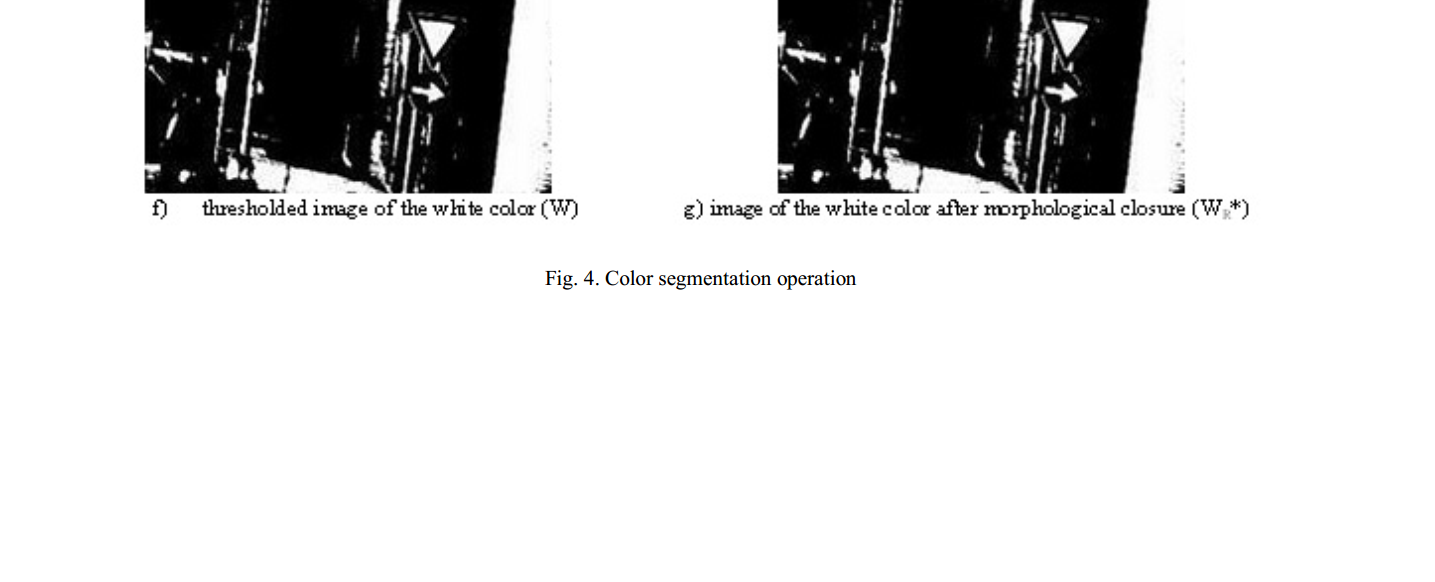 f) thresholded image of the white color (W)
g) image of the white color after morphological closure (WR*)
Fig. 4. Color segmentation operation